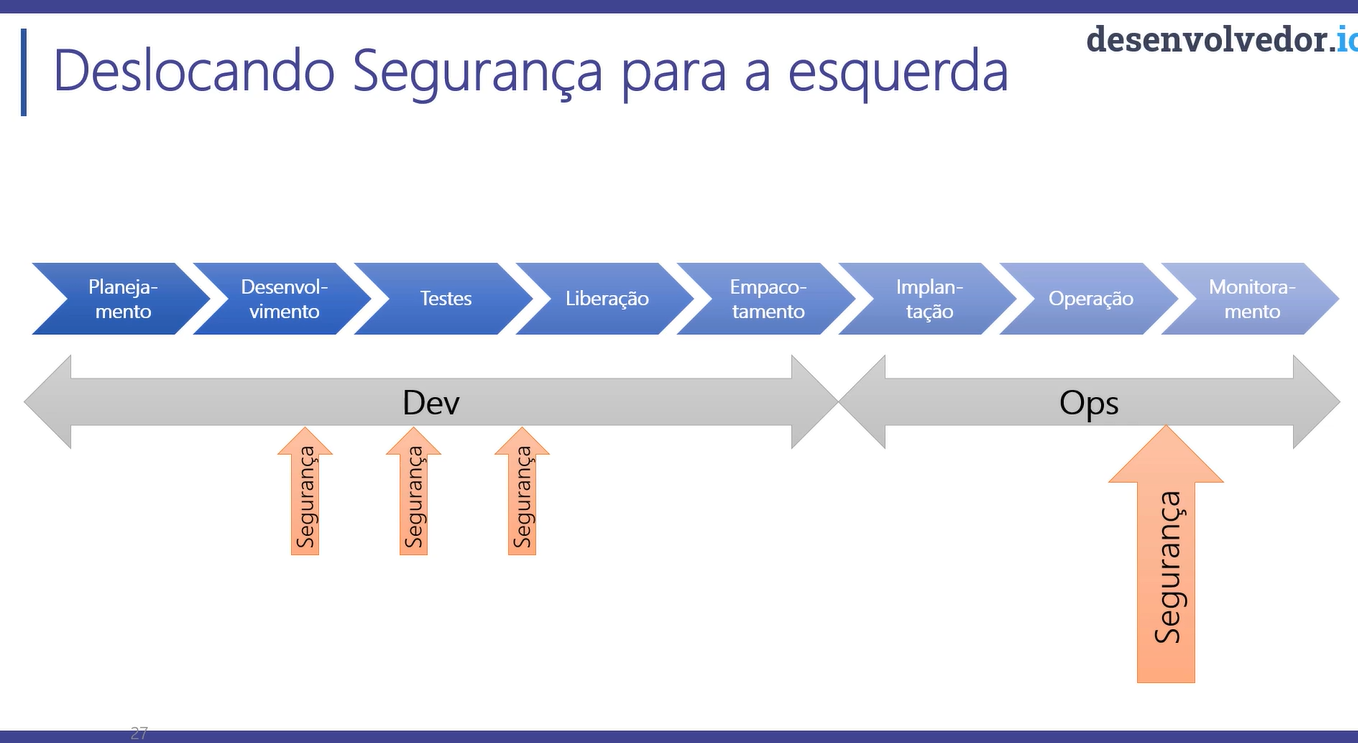 desenvolvedor.io
Deslocando Segurança para a esquerda
Planeja-
mento
Desenvol-
vimento
Testes
Liberação
Empaco-
tamento
Implan-
tação
Operação
Monitora-
mento
Dev
Ops
Segurança
Segurança
Segurança
Segurança
27